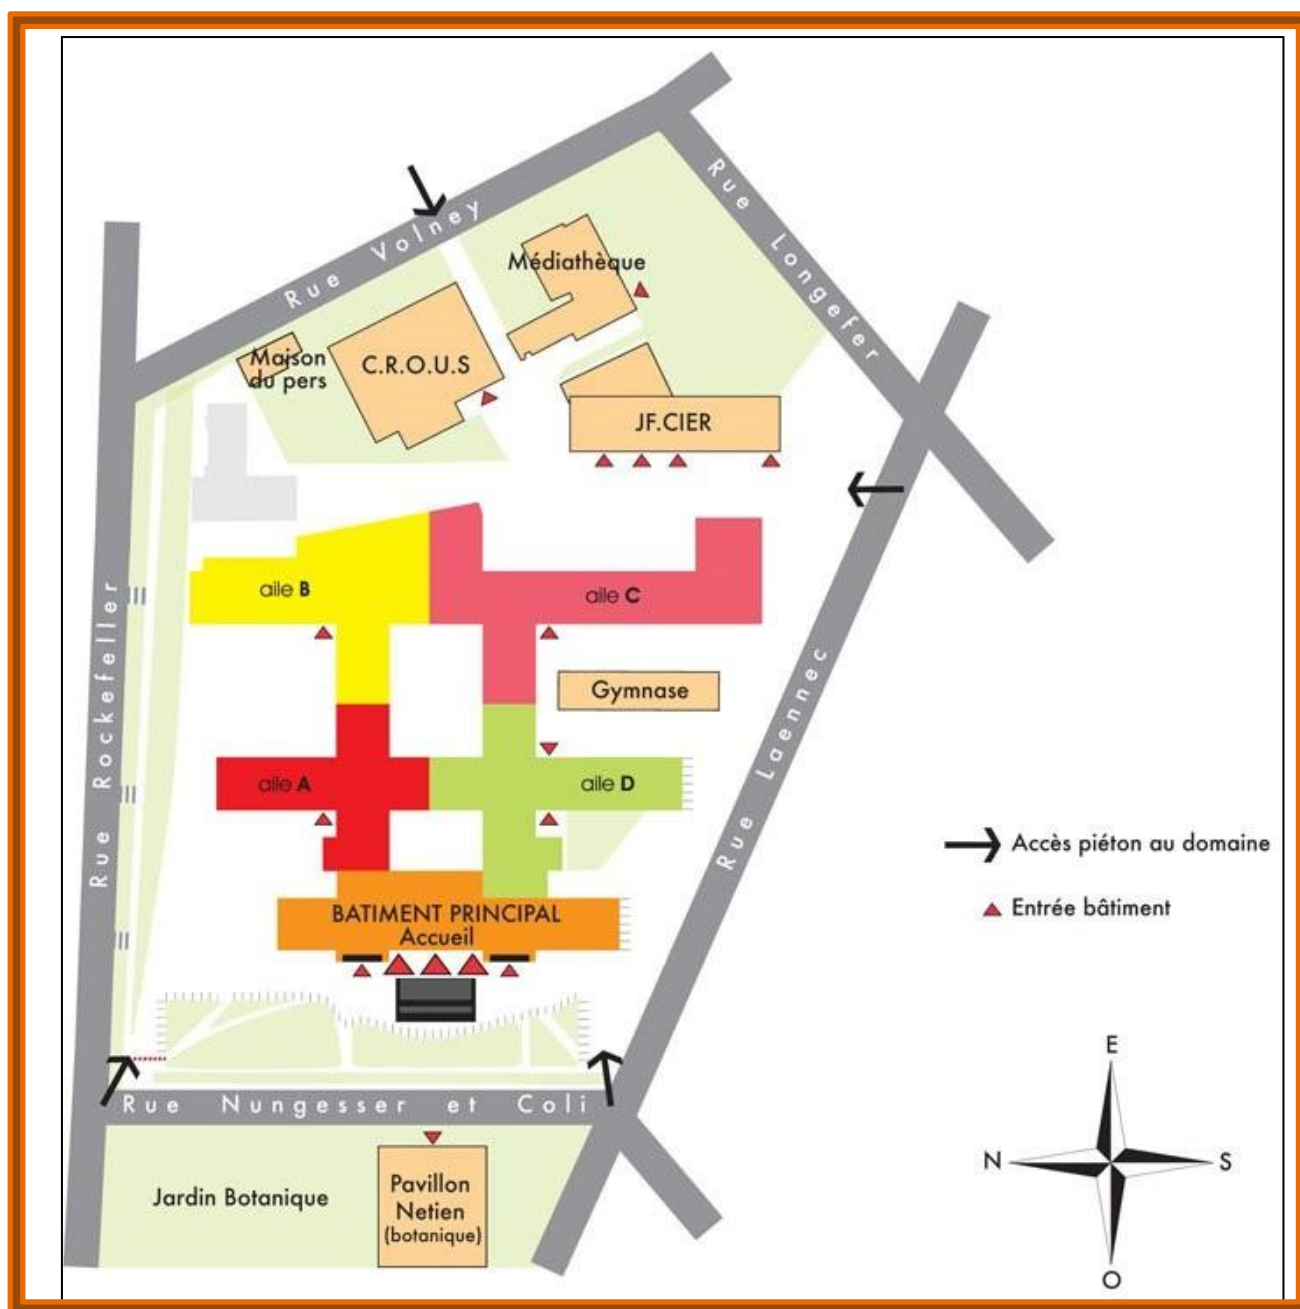 Rue Volney
Rue Longefer
Médiathèque
Maison
du pers
C.R.O.U.S
JF.CIER
aile B
aile C
Rue Rockefeller
Gymnase
Rue Laennec
aile A
aile D
Accès piéton au domaine
Entrée bâtiment
BATIMENT PRINCIPAL
Accueil
Rue Nungesser et Coli
Jardin Botanique
Pavillon
Netien
(botanique)
E
N
S
O